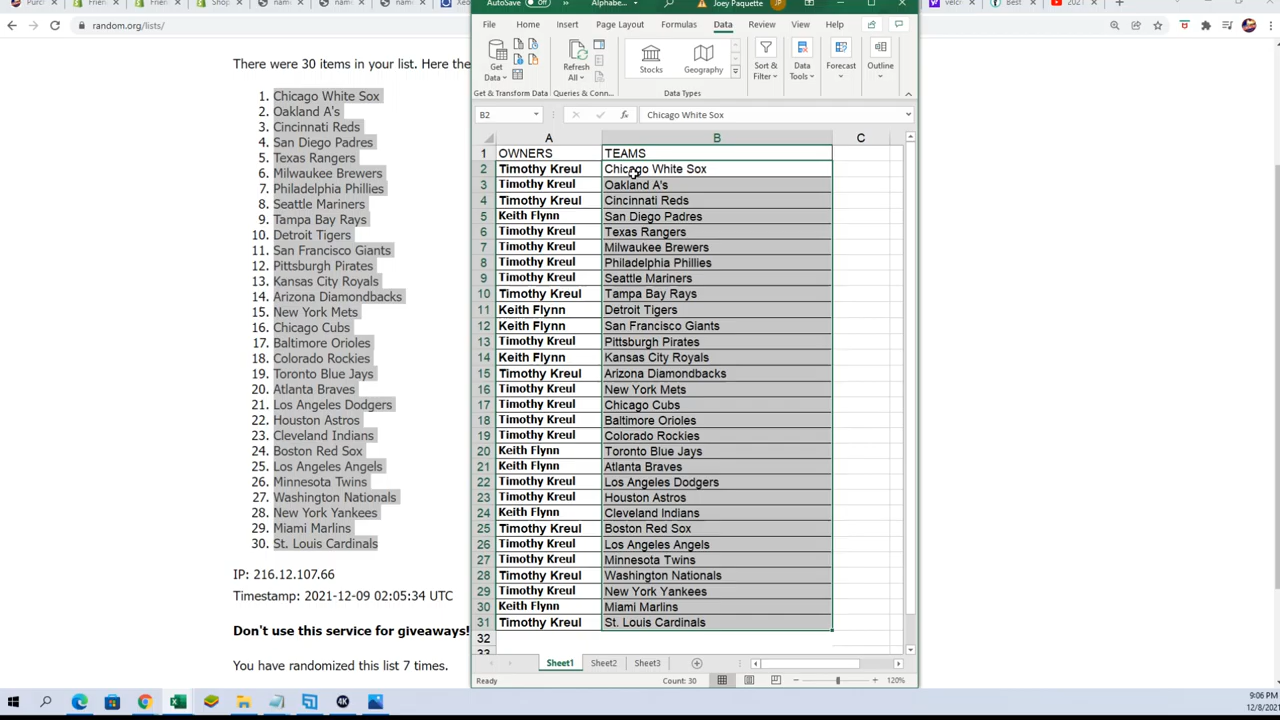 Purc
Frien
Frien
Shop
nam
nam
Xed
AutoSave Off
Alphabe...
Joey Paquette
JP
yelch
Best
2021
random.org/lists/
File Home Insert Page Layout Formulas Data Review View Help
Get Data
Refresh All
Stocks
Geography
Sort & Filter
Data Tools
Forecast
Outline
Get & Transform Data
Queries & Conn...
Data Types
B2
Chicago White Sox
There were 30 items in your list. Here the
1. Chicago White Sox
2. Oakland A's
3. Cincinnati Reds
4. San Diego Padres
5. Texas Rangers
6. Milwaukee Brewers
7. Philadelphia Phillies
8. Seattle Mariners
9. Tampa Bay Rays
10. Detroit Tigers
11. San Francisco Giants
12. Pittsburgh Pirates
13. Kansas City Royals
14. Arizona Diamondbacks
15. New York Mets
16. Chicago Cubs
17. Baltimore Orioles
18. Colorado Rockies
19. Toronto Blue Jays
20. Atlanta Braves
21. Los Angeles Dodgers
22. Houston Astros
23. Cleveland Indians
24. Boston Red Sox
25. Los Angeles Angels
26. Minnesota Twins
27. Washington Nationals
28. New York Yankees
29. Miami Marlins
30. St. Louis Cardinals
IP: 216.12.107.66
Timestamp: 2021-12-09 02:05:34 UTC
Don't use this service for giveaways!
You have randomized this list 7 times.
A B C
1 OWNERS TEAMS
2 Timothy Kreul Chicago White Sox
3 Timothy Kreul Oakland A's
4 Timothy Kreul Cincinnati Reds
5 Keith Flynn San Diego Padres
6 Timothy Kreul Texas Rangers
7 Timothy Kreul Milwaukee Brewers
8 Timothy Kreul Philadelphia Phillies
9 Timothy Kreul Seattle Mariners
10 Timothy Kreul Tampa Bay Rays
11 Keith Flynn Detroit Tigers
12 Keith Flynn San Francisco Giants
13 Timothy Kreul Pittsburgh Pirates
14 Keith Flynn Kansas City Royals
15 Timothy Kreul Arizona Diamondbacks
16 Timothy Kreul New York Mets
17 Timothy Kreul Chicago Cubs
18 Timothy Kreul Baltimore Orioles
19 Timothy Kreul Colorado Rockies
20 Keith Flynn Toronto Blue Jays
21 Keith Flynn Atlanta Braves
22 Timothy Kreul Los Angeles Dodgers
23 Timothy Kreul Houston Astros
24 Keith Flynn Cleveland Indians
25 Timothy Kreul Boston Red Sox
26 Timothy Kreul Los Angeles Angels
27 Timothy Kreul Minnesota Twins
28 Timothy Kreul Washington Nationals
29 Timothy Kreul New York Yankees
30 Keith Flynn Miami Marlins
31 Timothy Kreul St. Louis Cardinals
32
33
Sheet1 Sheet2 Sheet3
Ready
Count: 30
120%
9:06 PM
12/8/2021